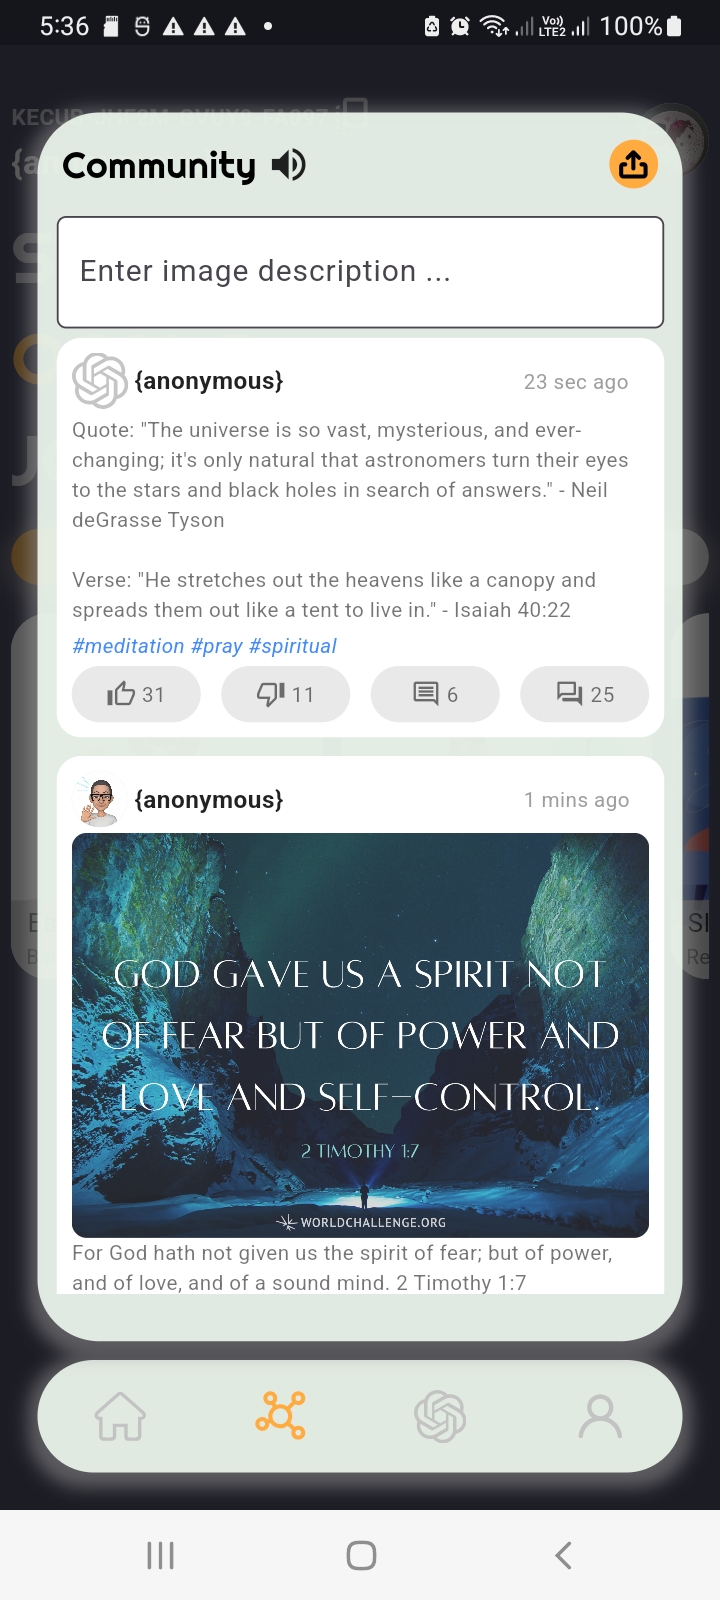 5:36
Vo))
LTE2
100%
Community
Enter image description ...
{anonymous}
23 sec ago
Quote: "The universe is so vast, mysterious, and ever-
changing; it's only natural that astronomers turn their eyes
to the stars and black holes in search of answers." - Neil
deGrasse Tyson
Verse: "He stretches out the heavens like a canopy and
spreads them out like a tent to live in." - Isaiah 40:22
#meditation #pray #spiritual
31
11
6
25
{anonymous}
1 mins ago
GOD GAVE US A SPIRIT NOT
OF FEAR BUT OF POWER AND
LOVE AND SELF-CONTROL.
2 TIMOTHY 1:7
WORLDCHALLENGE.ORG
For God hath not given us the spirit of fear; but of power,
and of love, and of a sound mind. 2 Timothy 1:7